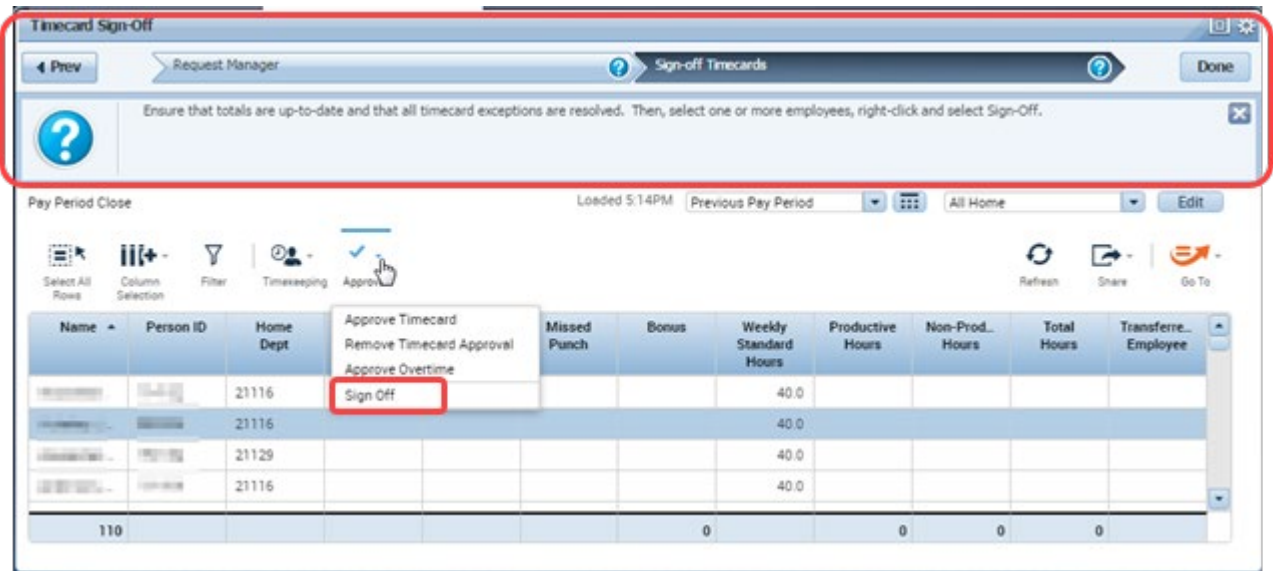 Timecard Sign-Off
Prev
Request Manager
Sign-off Timecards
Done
Ensure that totals are up-to-date and that all timecard exceptions are resolved. Then, select one or more employees, right-click and select Sign-Off.
Pay Period Close
Loaded 5:14PM
Previous Pay Period
All Home
Edit
Select All Rows
Column Selection
Filter
Timekeeping
Refresh
Share
Go To
Approve Timecard
Remove Timecard Approval
Approve Overtime
Sign Off
Name Person ID Home Dept Missed Punch Bonus Weekly Standard Hours Productive Hours Non-Prod... Hours Total Hours Transferre... Employee
21116 40.0
21116 40.0
21129 40.0
21116 40.0
110 0 0 0 0